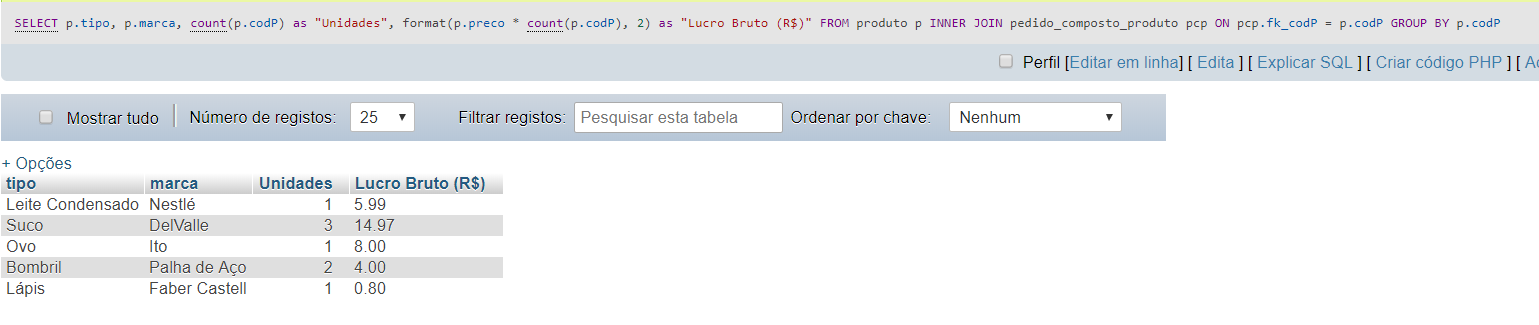 SELECT p.tipo, p.marca, count(p.codP) as "Unidades", format(p.preco * count(p.codP), 2) as "Lucro Bruto (R$)" FROM produto p INNER JOIN pedido_composto_produto pcp ON pcp.fk_codP = p.codP GROUP BY p.codP
Perfil [Editar em linha] [ Edita ] [ Explicar SQL ] [ Criar código PHP ] [
Mostrar tudo Número de registos: 25 Filtrar registos: Pesquisar esta tabela Ordenar por chave: Nenhum
+ Opções
tipo marca Unidades Lucro Bruto (R$)
Leite Condensado Nestlé 1 5.99
Suco DelValle 3 14.97
Ovo Ito 1 8.00
Bombril Palha de Aço 2 4.00
Lápis Faber Castell 1 0.80